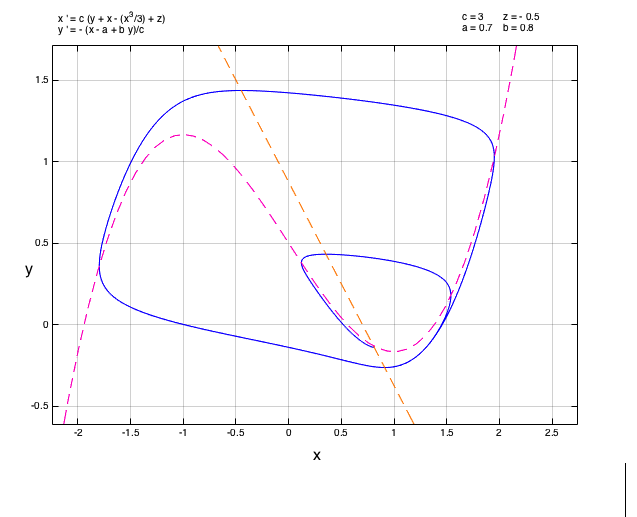 x ' = c (y + x - (x³/3) + z)
y ' = - (x - a + b y)/c
c = 3 z = - 0.5
a = 0.7 b = 0.8
1.5
1
0.5
0
-0.5
y
-2 -1.5 -1 -0.5 0 0.5 1 1.5 2 2.5
x